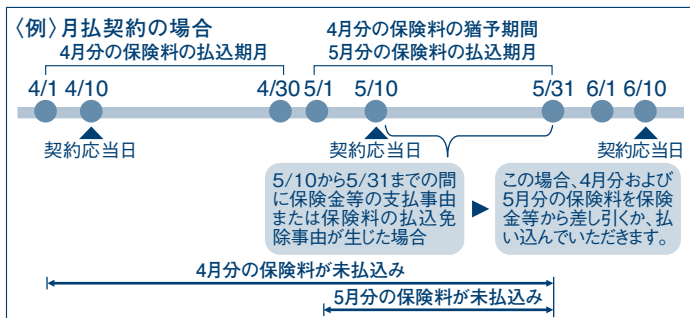 〈例〉月払契約の場合
4月分の保険料の払込期月
4月分の保険料の猶予期間
5月分の保険料の払込期月
4/1 4/10 4/30 5/1 5/10 5/31 6/1 6/10
契約応当日 契約応当日 契約応当日
5/10から5/31までの間
に保険金等の支払事由
または保険料の払込免
除事由が生じた場合
この場合、4月分および
5月分の保険料を保険
金等から差し引くか、払
い込んでいただきます。
4月分の保険料が未払込み
5月分の保険料が未払込み